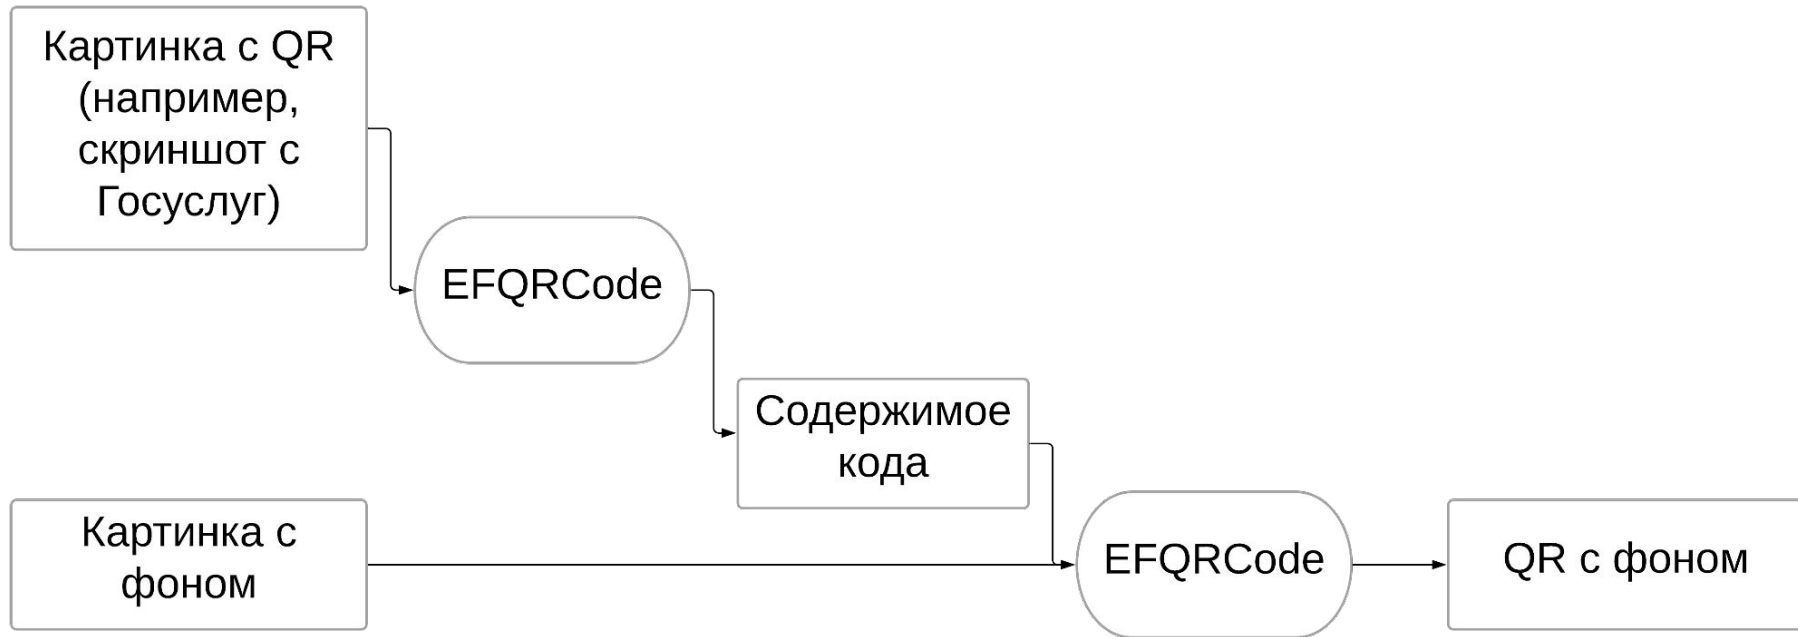 Картинка с QR
(например,
скриншот с
Госуслуг)
EFQRCode
Содержимое
кода
Картинка с
фоном
EFQRCode
QR с фоном